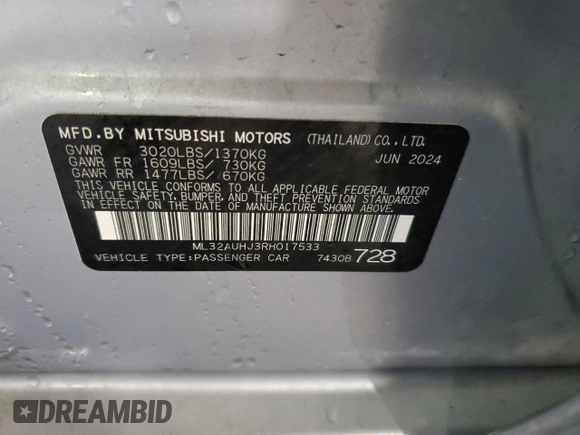 MFD.BY MITSUBISHI MOTORS (THAILAND) CO., LTD.
GVWR 3020LBS/1370KG JUN 2024
GAWR FR 1609LBS/ 730KG
GAWR RR 1477LBS/ 670KG
THIS VEHICLE CONFORMS TO ALL APPLICABLE FEDERAL MOTOR
VEHICLE SAFETY, BUMPER, AND THEFT PREVENTION STANDARDS
IN EFFECT ON THE DATE OF MANUFACTURE SHOWN ABOVE.
ML32AUHJ3RH017533
VEHICLE TYPE:PASSENGER CAR 7430B 728
DREAMBID